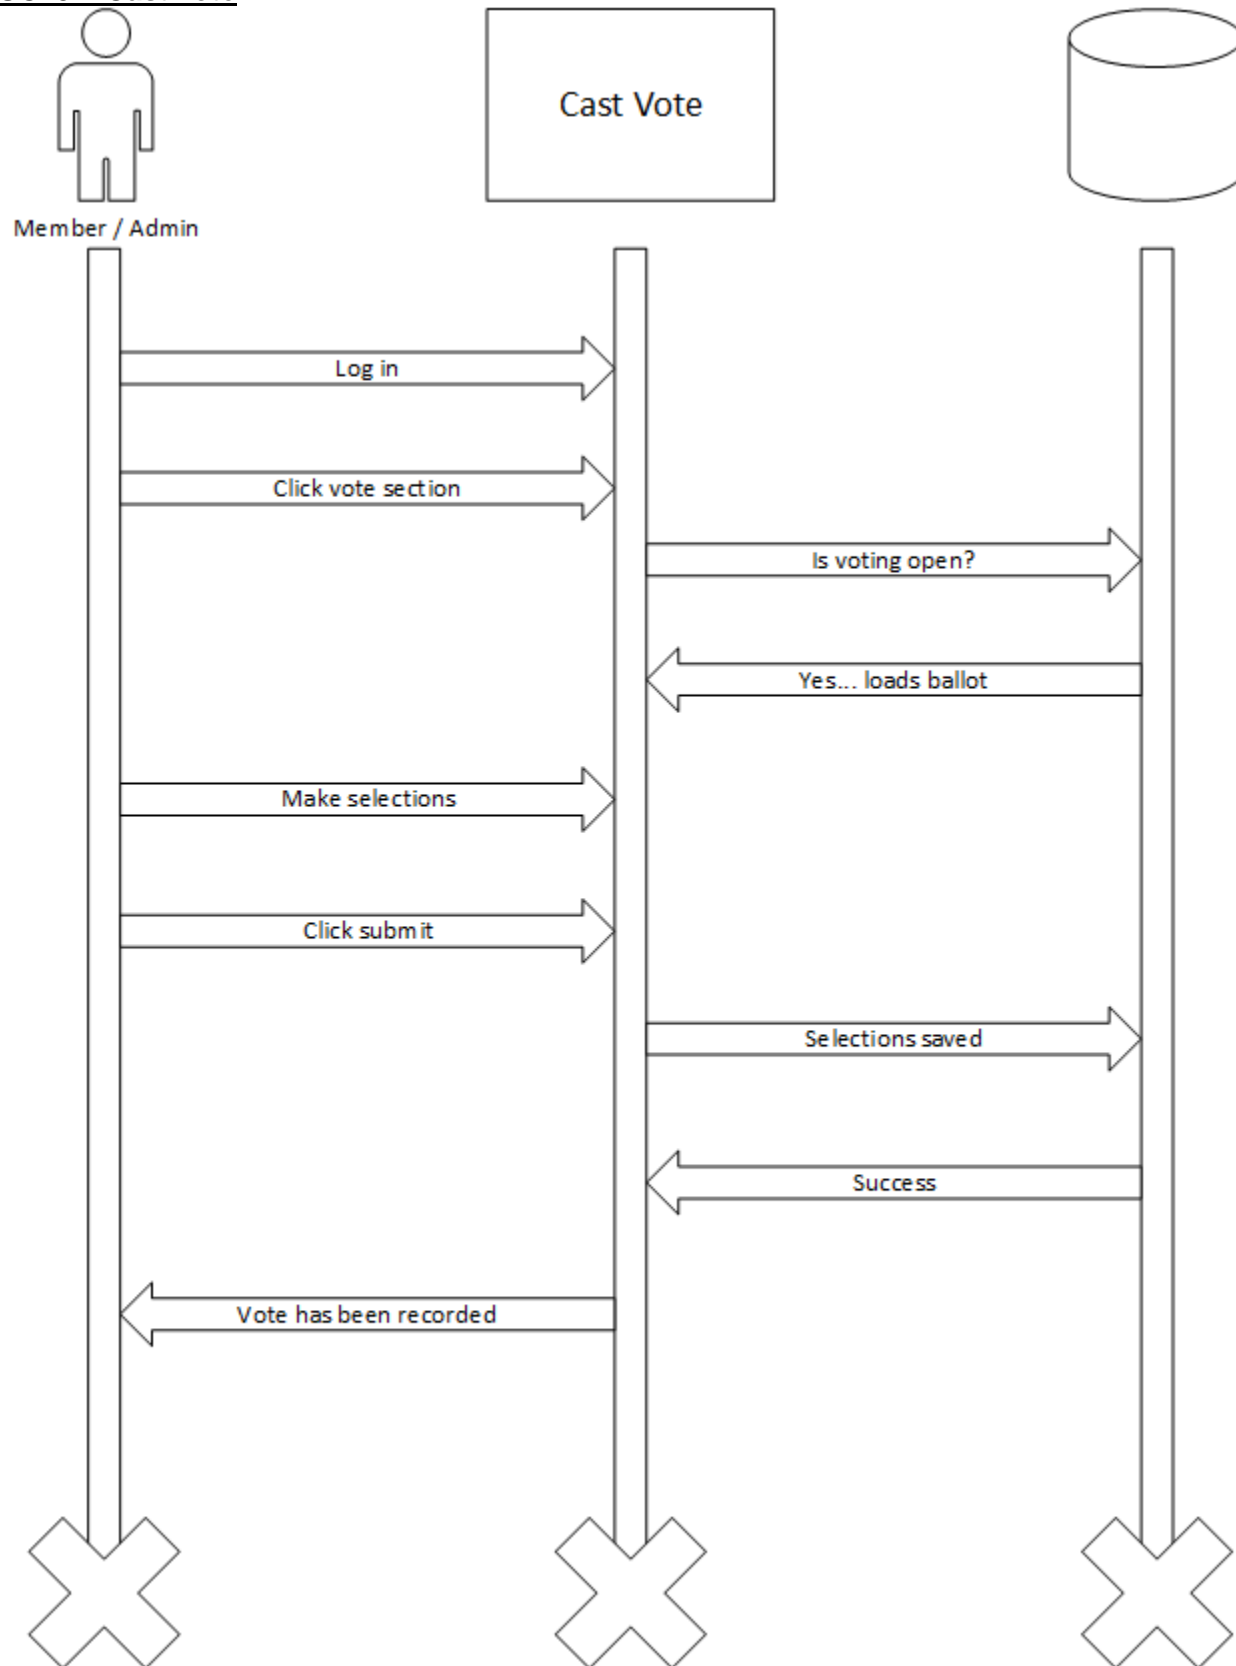 Cast Vote
Member / Admin
Log in
Click vote section
Is voting open?
Yes... loads ballot
Make selections
Click submit
Selections saved
Success
Vote has been recorded